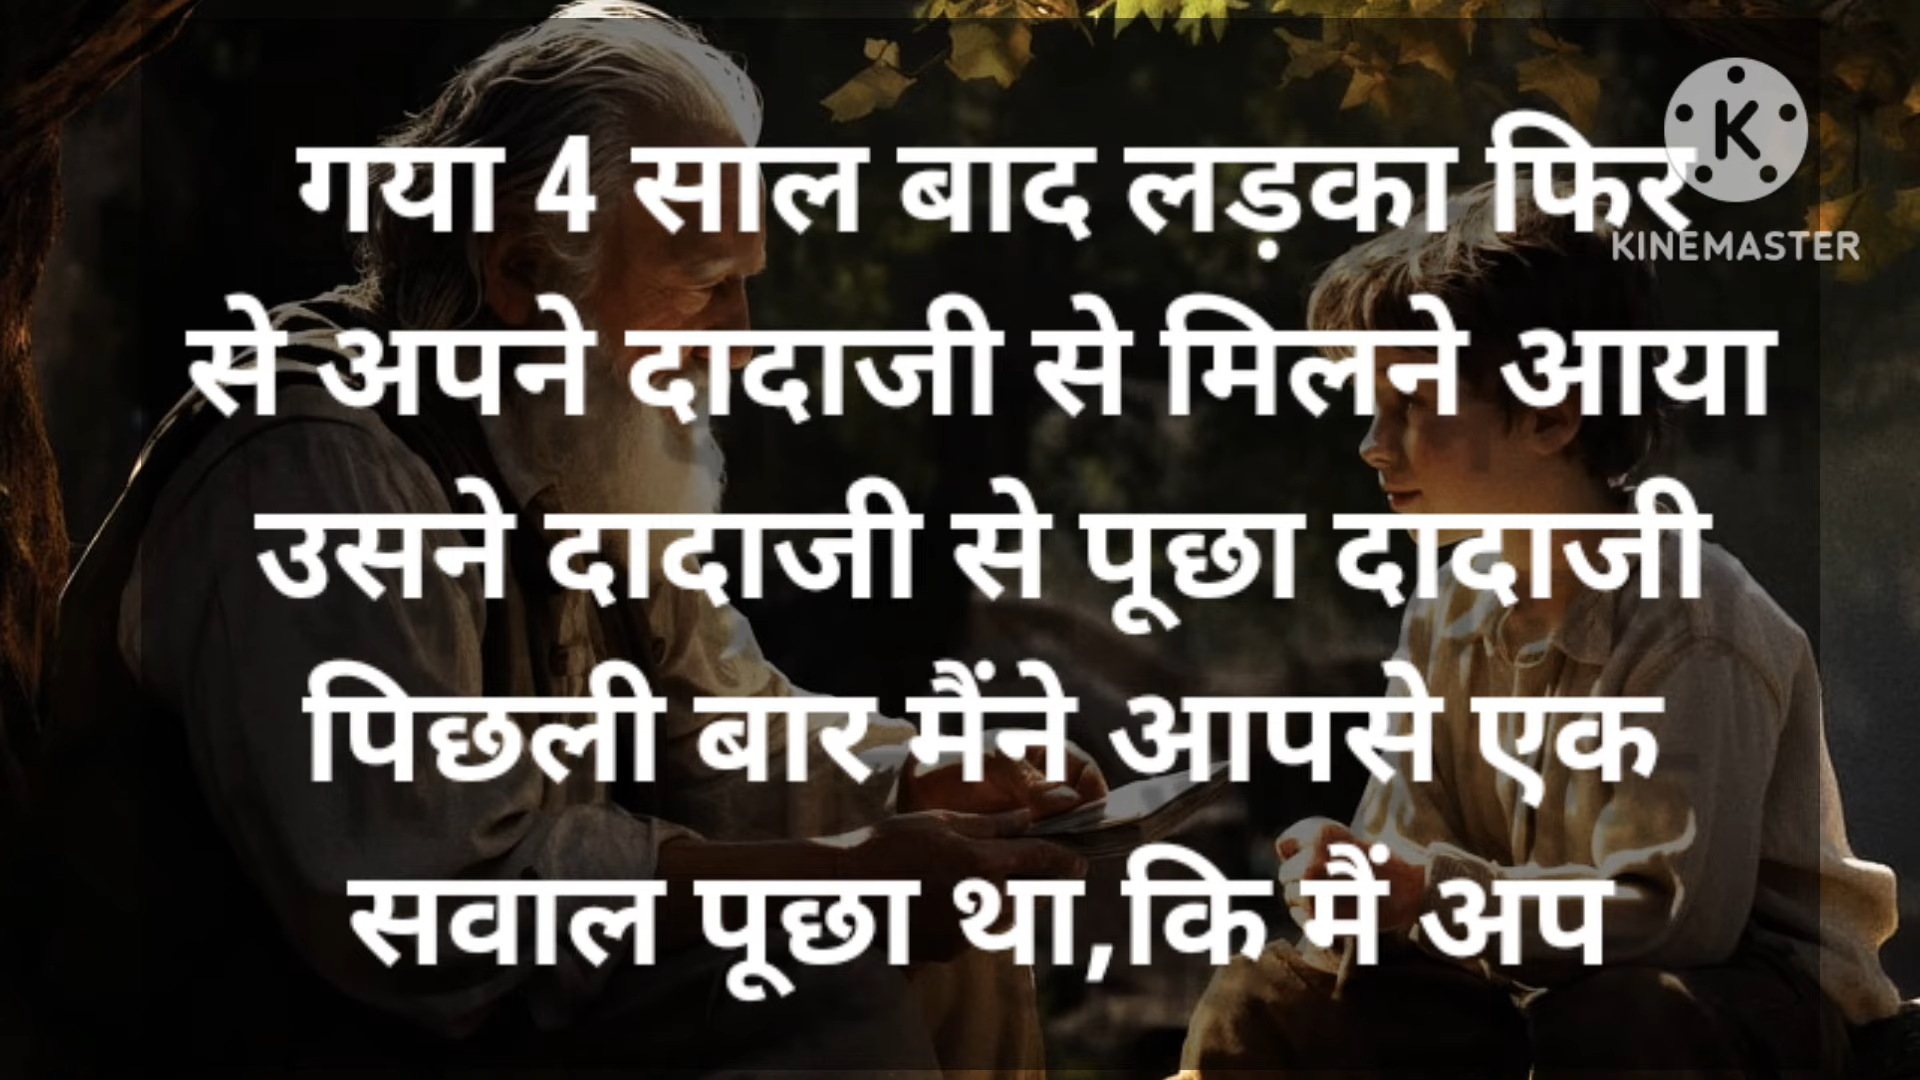 गया 4 साल बाद लड़का फिर
KINEMASTER
से अपने दादाजी से मिलने आया
उसने दादाजी से पूछा दादाजी
पिछली बार मैंने आपसे एक
सवाल पूछा था,कि मैं अप